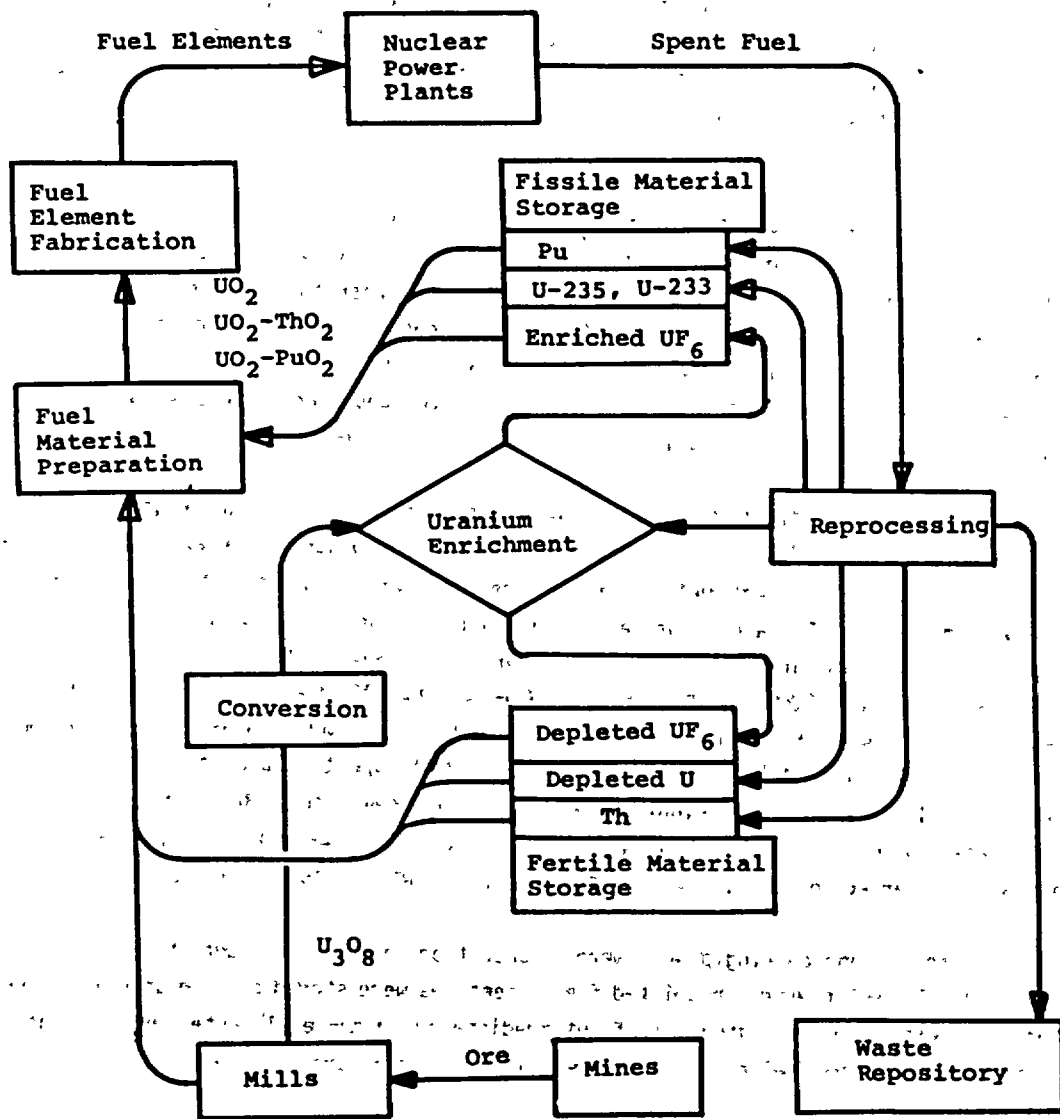 Fuel Elements
Nuclear
Power
Plants
Spent Fuel
Fuel
Element
Fabrication
Fissile Material
Storage
Pu
U-235, U-233
Enriched UF6
UO2
UO2-ThO2
UO2-PuO2
Fuel
Material
Preparation
Uranium
Enrichment
Reprocessing
Conversion
Depleted UF6
Depleted U
Th
Fertile Material
Storage
U3O8
Mills
Ore
Mines
Waste
Repository